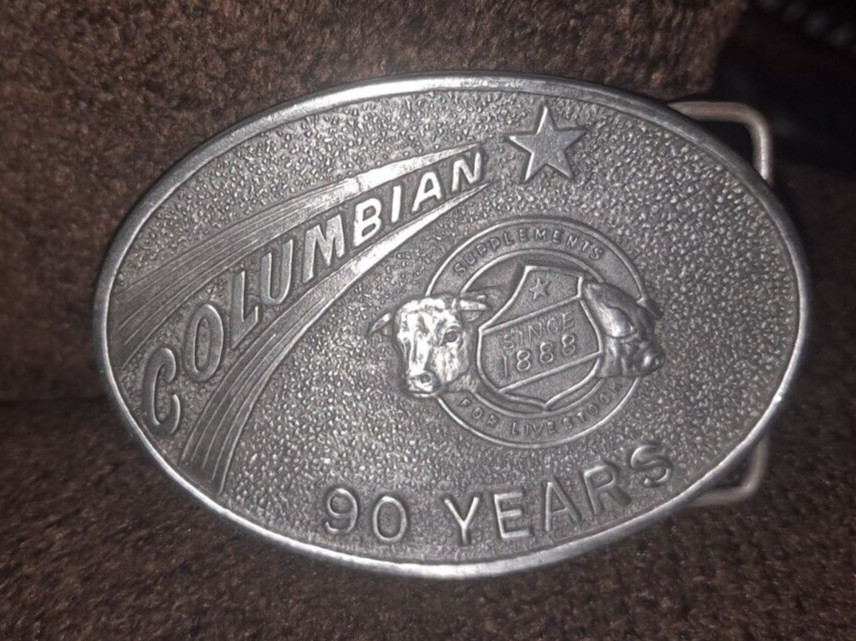 COLUMBIAN
SUPPLEMENTS
SINCE
1888
FOR LIVESTOCK
90 YEARS